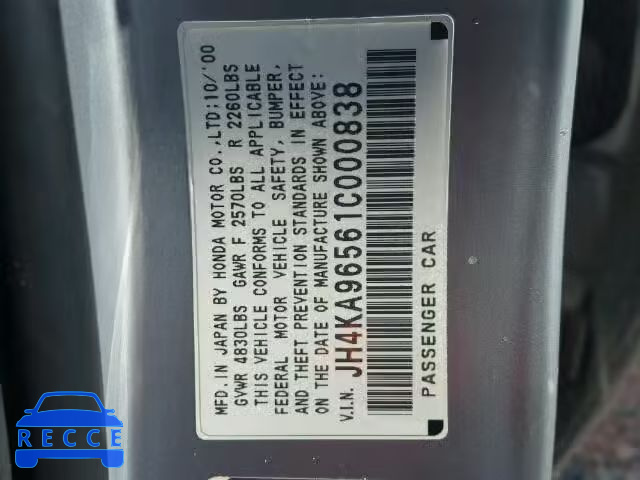 MFD.IN JAPAN BY HONDA MOTOR CO.,LTD:10/'00
GVWR 4830LBS GAWR F 2570LBS R 2260LBS
THIS VEHICLE CONFORMS TO ALL APPLICABLE
FEDERAL MOTOR VEHICLE SAFETY, BUMPER,
AND THEFT PREVENTION STANDARDS IN EFFECT
ON THE DATE OF MANUFACTURE SHOWN ABOVE:
V.I.N. JH4KA96561C000838
PASSENGER CAR
RECCE